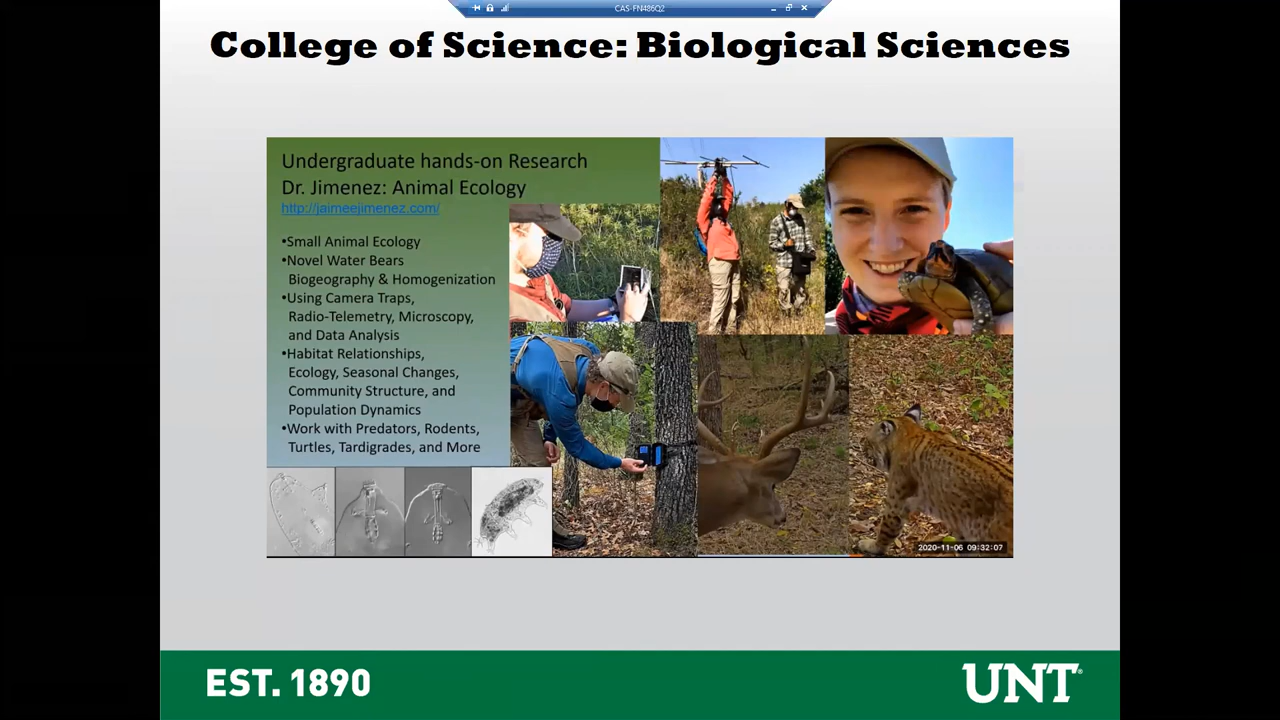 CAS-FN486Q2
College of Science: Biological Sciences
Undergraduate hands-on Research
Dr. Jimenez: Animal Ecology
http://jaimeejimenez.com/
•Small Animal Ecology
•Novel Water Bears
Biogeography & Homogenization
•Using Camera Traps,
Radio-Telemetry, Microscopy,
and Data Analysis
•Habitat Relationships,
Ecology, Seasonal Changes,
Community Structure, and
Population Dynamics
•Work with Predators, Rodents,
Turtles, Tardigrades, and More
2020-11-06 09:32:07
EST. 1890
UNT®